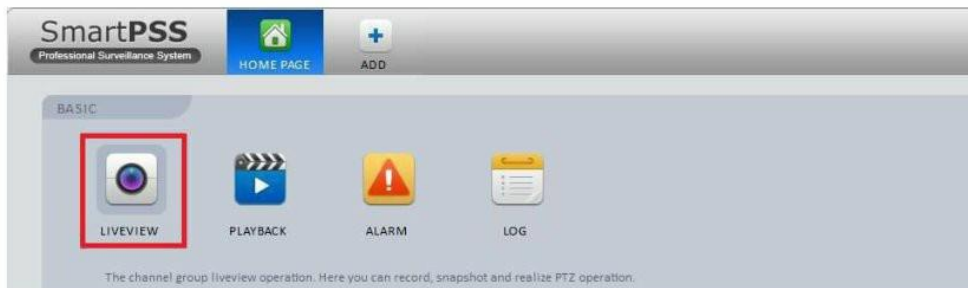 SmartPSS
Professional Surveillance System
HOME PAGE
ADD
BASIC
LIVEVIEW
PLAYBACK
ALARM
LOG
The channel group liveview operation. Here you can record, snapshot and realize PTZ operation.